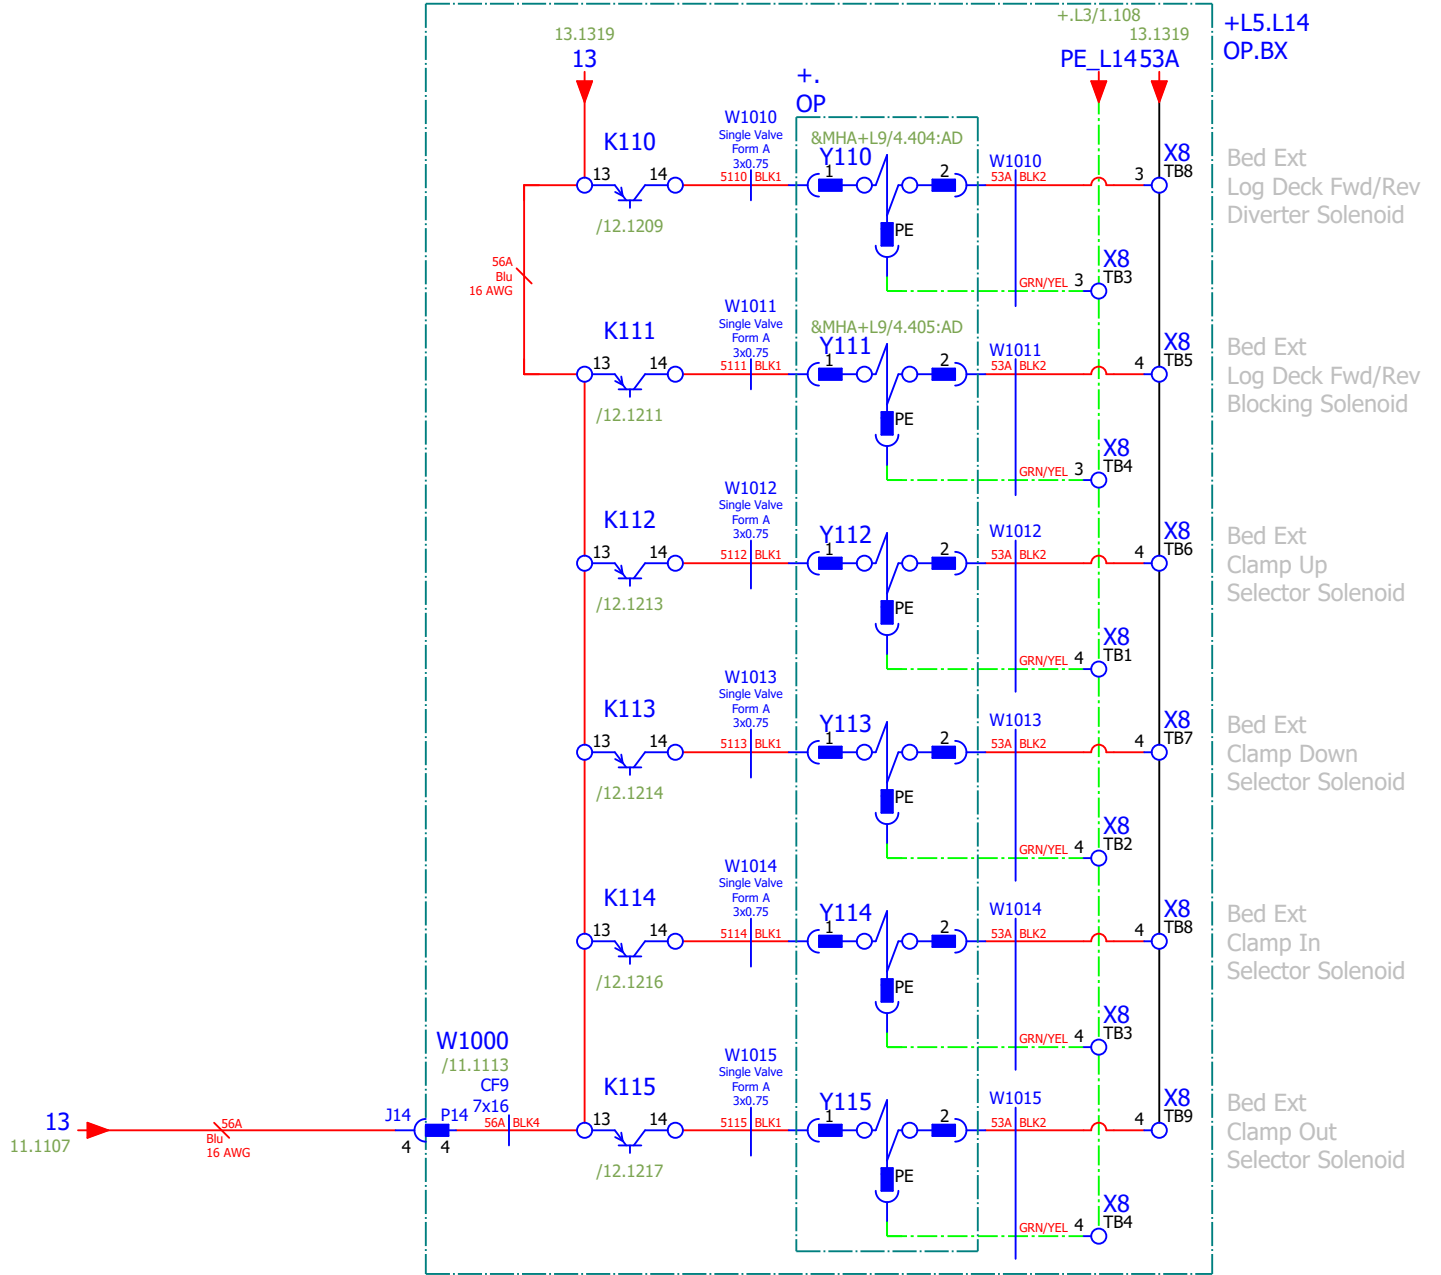 +.L3/1.108
13.1319
13.1319
13
PE_L14
53A
+L5.L14
OP.BX
+.
OP
K110
13
14
/12.1209
W1010
Single Valve
Form A
3x0.75
5110
BLK1
&MHA+L9/4.404:AD
Y110
1
2
PE
W1010
53A
BLK2
3
X8
TB8
GRN/YEL
3
X8
TB3
Bed Ext
Log Deck Fwd/Rev
Diverter Solenoid
56A
Blu
16 AWG
K111
13
14
/12.1211
W1011
Single Valve
Form A
3x0.75
5111
BLK1
&MHA+L9/4.405:AD
Y111
1
2
PE
W1011
53A
BLK2
4
X8
TB5
GRN/YEL
3
X8
TB4
Bed Ext
Log Deck Fwd/Rev
Blocking Solenoid
K112
13
14
/12.1213
W1012
Single Valve
Form A
3x0.75
5112
BLK1
Y112
1
2
PE
W1012
53A
BLK2
4
X8
TB6
GRN/YEL
4
X8
TB1
Bed Ext
Clamp Up
Selector Solenoid
K113
13
14
/12.1214
W1013
Single Valve
Form A
3x0.75
5113
BLK1
Y113
1
2
PE
W1013
53A
BLK2
4
X8
TB7
GRN/YEL
4
X8
TB2
Bed Ext
Clamp Down
Selector Solenoid
K114
13
14
/12.1216
W1014
Single Valve
Form A
3x0.75
5114
BLK1
Y114
1
2
PE
W1014
53A
BLK2
4
X8
TB8
GRN/YEL
4
X8
TB3
Bed Ext
Clamp In
Selector Solenoid
13
11.1107
56A
Blu
16 AWG
J14
4
P14
4
W1000
/11.1113
CF9
7x16
56A
BLK4
K115
13
14
/12.1217
W1015
Single Valve
Form A
3x0.75
5115
BLK1
Y115
1
2
PE
W1015
53A
BLK2
4
X8
TB9
GRN/YEL
4
X8
TB4
Bed Ext
Clamp Out
Selector Solenoid